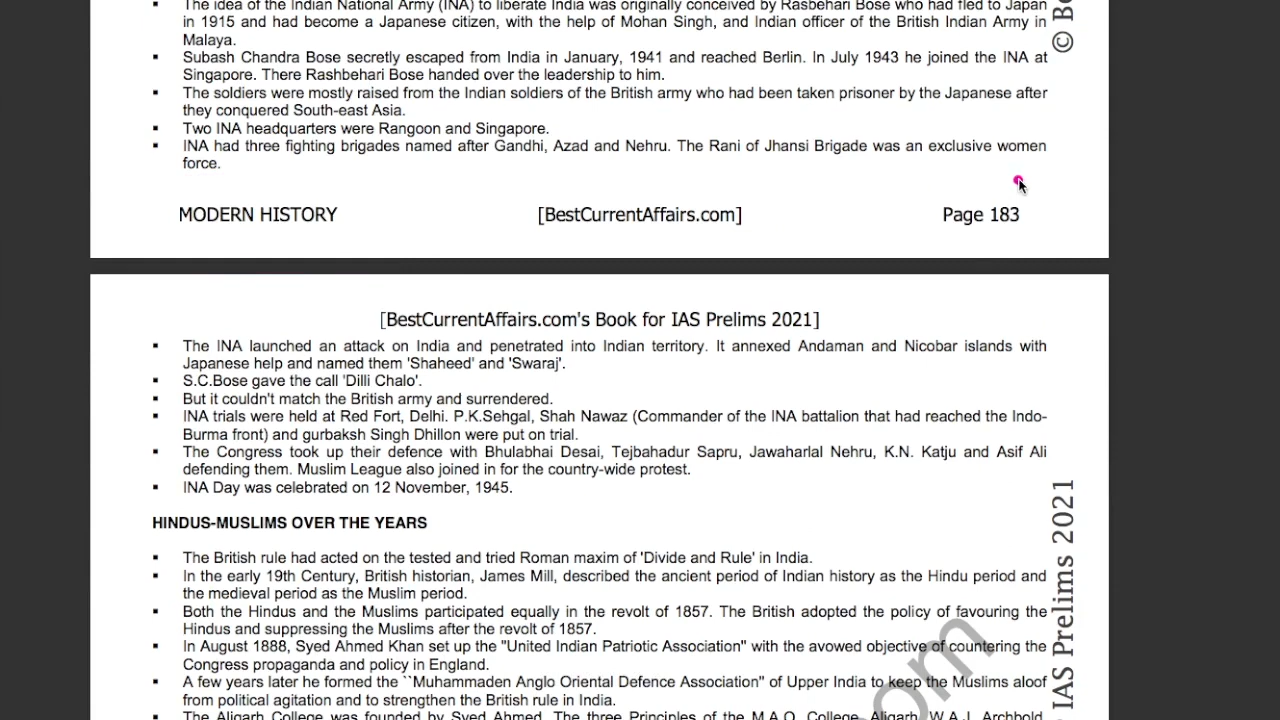 The idea of the Indian National Army (INA) to liberate India was originally conceived by Rasbehari Bose who had fled to Japan
in 1915 and had become a Japanese citizen, with the help of Mohan Singh, and Indian officer of the British Indian Army in
Malaya.
▪ Subash Chandra Bose secretly escaped from India in January, 1941 and reached Berlin. In July 1943 he joined the INA at
Singapore. There Rashbehari Bose handed over the leadership to him.
▪ The soldiers were mostly raised from the Indian soldiers of the British army who had been taken prisoner by the Japanese after
they conquered South-east Asia.
▪ Two INA headquarters were Rangoon and Singapore.
▪ INA had three fighting brigades named after Gandhi, Azad and Nehru. The Rani of Jhansi Brigade was an exclusive women
force.
© Be
MODERN HISTORY [BestCurrentAffairs.com] Page 183
[BestCurrentAffairs.com's Book for IAS Prelims 2021]
▪ The INA launched an attack on India and penetrated into Indian territory. It annexed Andaman and Nicobar islands with
Japanese help and named them 'Shaheed' and 'Swaraj'.
▪ S.C.Bose gave the call 'Dilli Chalo'.
▪ But it couldn't match the British army and surrendered.
▪ INA trials were held at Red Fort, Delhi. P.K.Sehgal, Shah Nawaz (Commander of the INA battalion that had reached the Indo-
Burma front) and gurbaksh Singh Dhillon were put on trial.
▪ The Congress took up their defence with Bhulabhai Desai, Tejbahadur Sapru, Jawaharlal Nehru, K.N. Katju and Asif Ali
defending them. Muslim League also joined in for the country-wide protest.
▪ INA Day was celebrated on 12 November, 1945.
HINDUS-MUSLIMS OVER THE YEARS
▪ The British rule had acted on the tested and tried Roman maxim of 'Divide and Rule' in India.
▪ In the early 19th Century, British historian, James Mill, described the ancient period of Indian history as the Hindu period and
the medieval period as the Muslim period.
▪ Both the Hindus and the Muslims participated equally in the revolt of 1857. The British adopted the policy of favouring the
Hindus and suppressing the Muslims after the revolt of 1857.
▪ In August 1888, Syed Ahmed Khan set up the "United Indian Patriotic Association" with the avowed objective of countering the
Congress propaganda and policy in England.
▪ A few years later he formed the ``Muhammaden Anglo Oriental Defence Association" of Upper India to keep the Muslims aloof
from political agitation and to strengthen the British rule in India.
▪ The Aligarh College was founded by Syed Ahmed. The three Principles of the M.A.O. College, Aligarh, W.A.J. Archbold,
IAS Prelims 2021
om